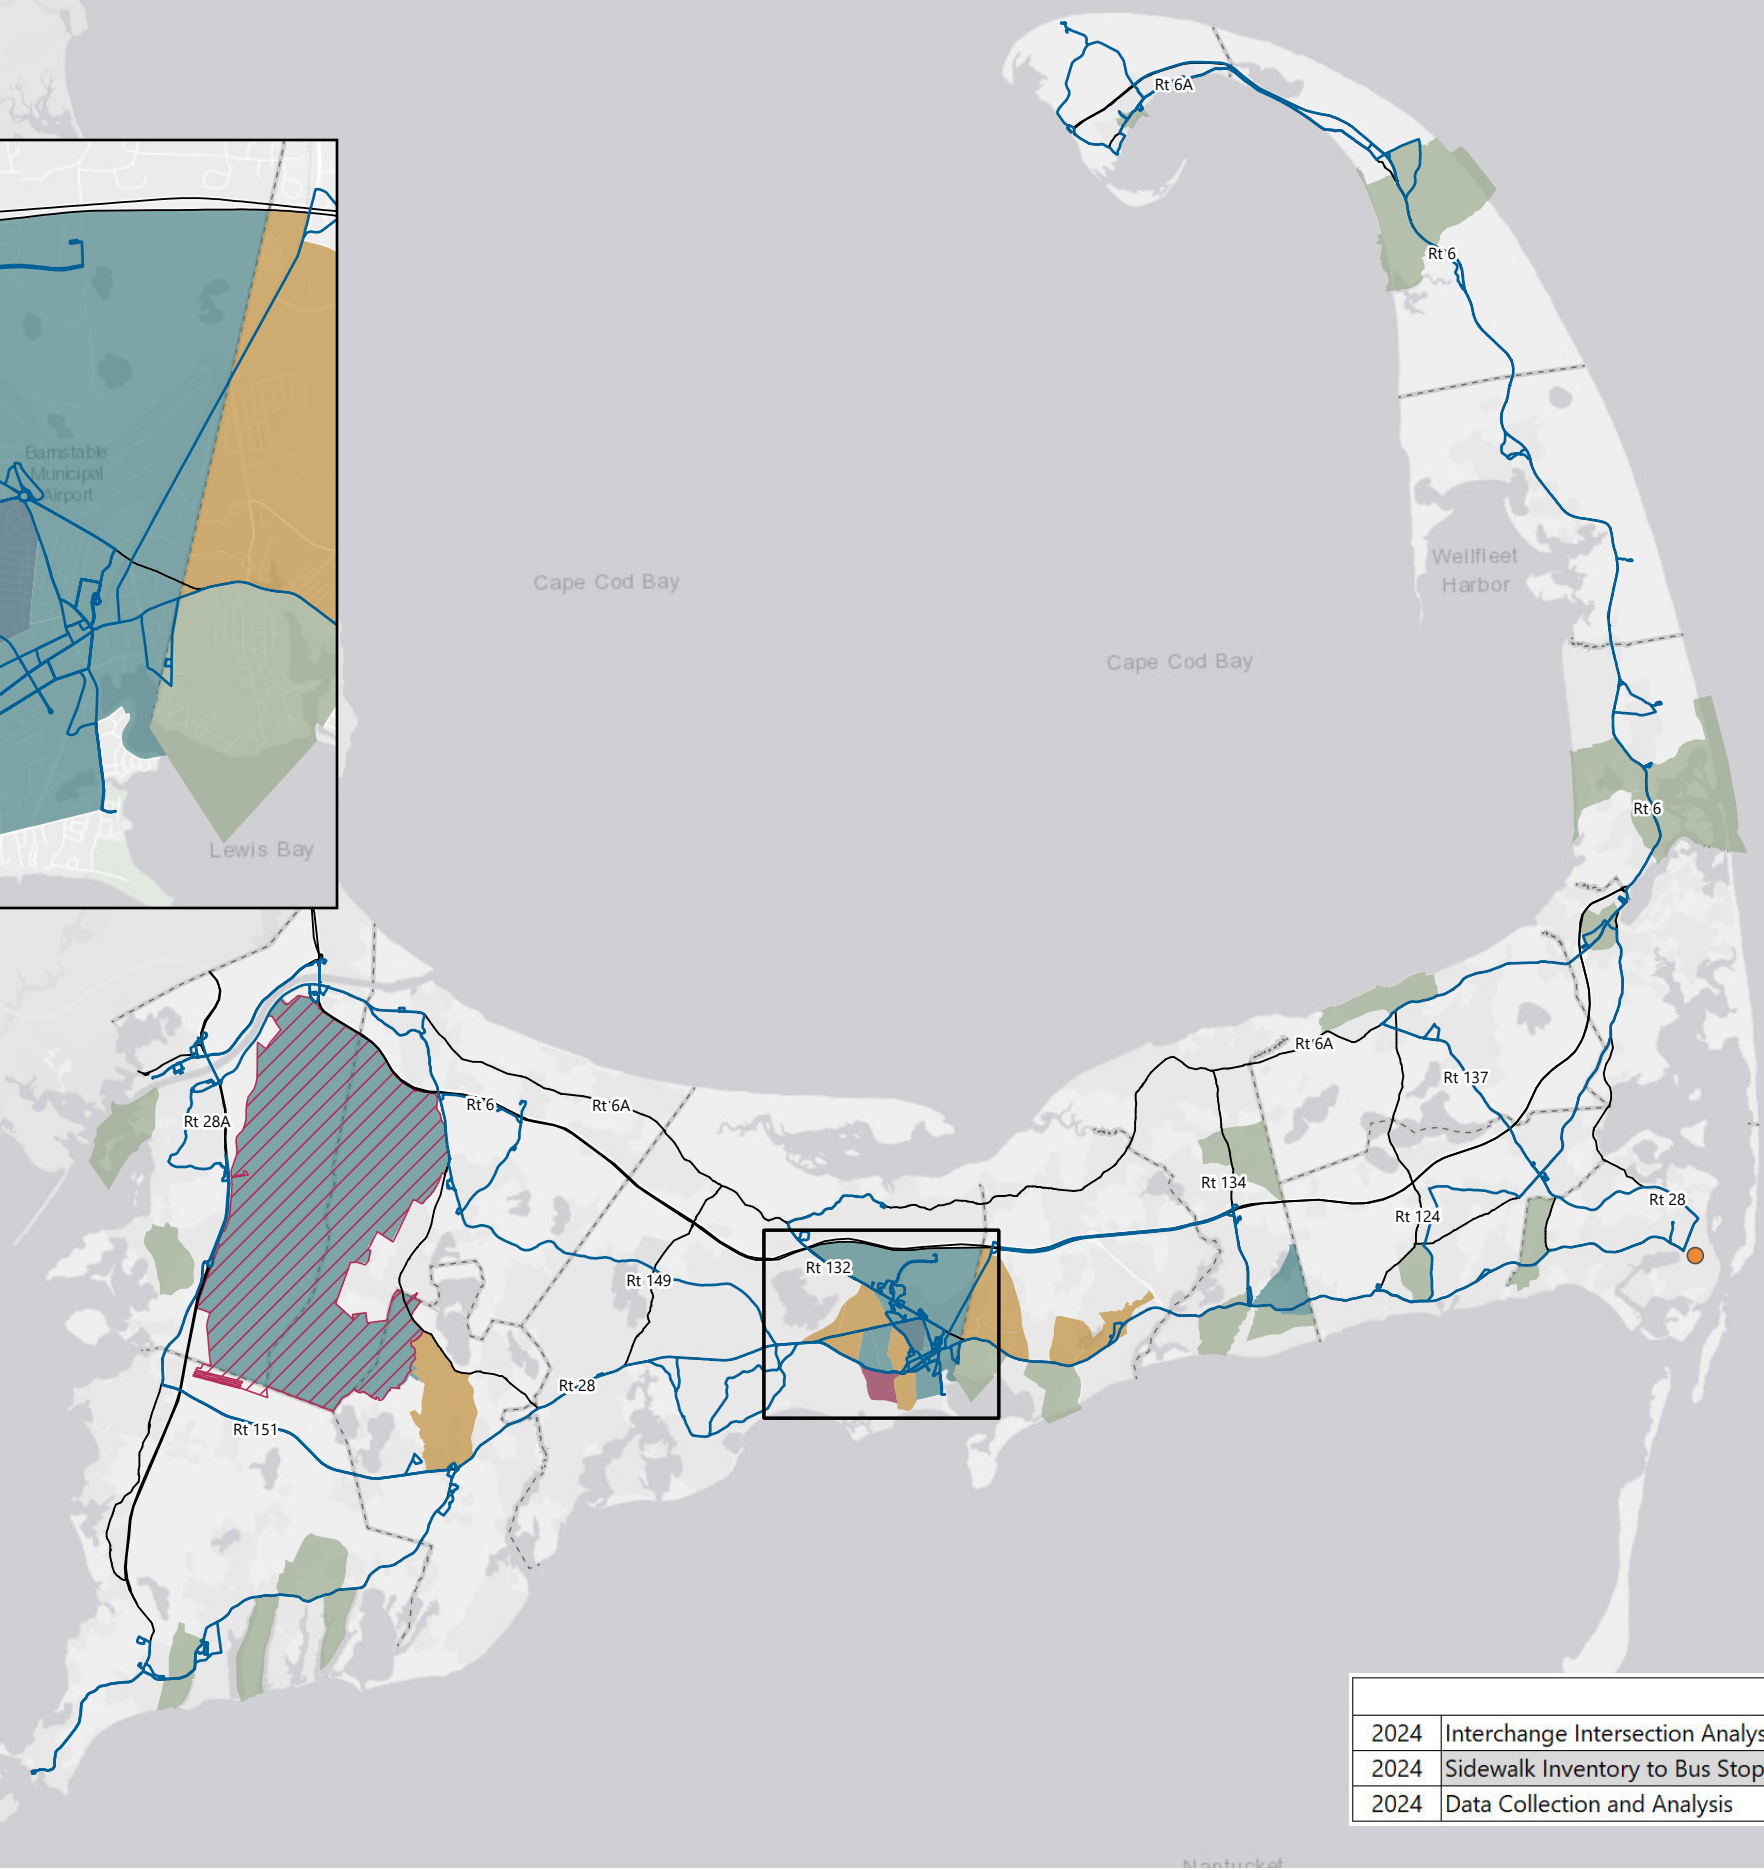 Rt 6A
Rt 6
Barnstable
Municipal
Airport
Cape Cod Bay
Wellfleet
Harbor
Cape Cod Bay
Rt 6
Lewis Bay
Rt 6A
Rt 137
Rt 6
Rt 6A
Rt 28A
Rt 134
Rt 28
Rt 124
Rt 132
Rt 149
Rt 28
Rt 151
2024 Interchange Intersection Analys
2024 Sidewalk Inventory to Bus Stop
2024 Data Collection and Analysis
Nantucket